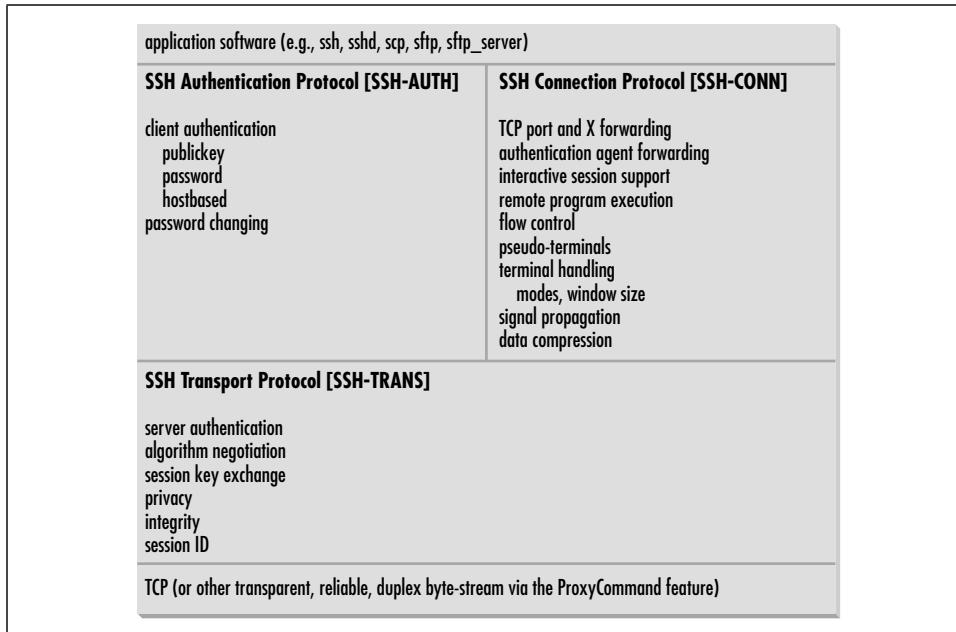 application software (e.g., ssh, sshd, scp, sftp, sftp_server)
SSH Authentication Protocol [SSH-AUTH]
client authentication
publickey
password
hostbased
password changing
SSH Connection Protocol [SSH-CONN]
TCP port and X forwarding
authentication agent forwarding
interactive session support
remote program execution
flow control
pseudo-terminals
terminal handling
modes, window size
signal propagation
data compression
SSH Transport Protocol [SSH-TRANS]
server authentication
algorithm negotiation
session key exchange
privacy
integrity
session ID
TCP (or other transparent, reliable, duplex byte-stream via the ProxyCommand feature)